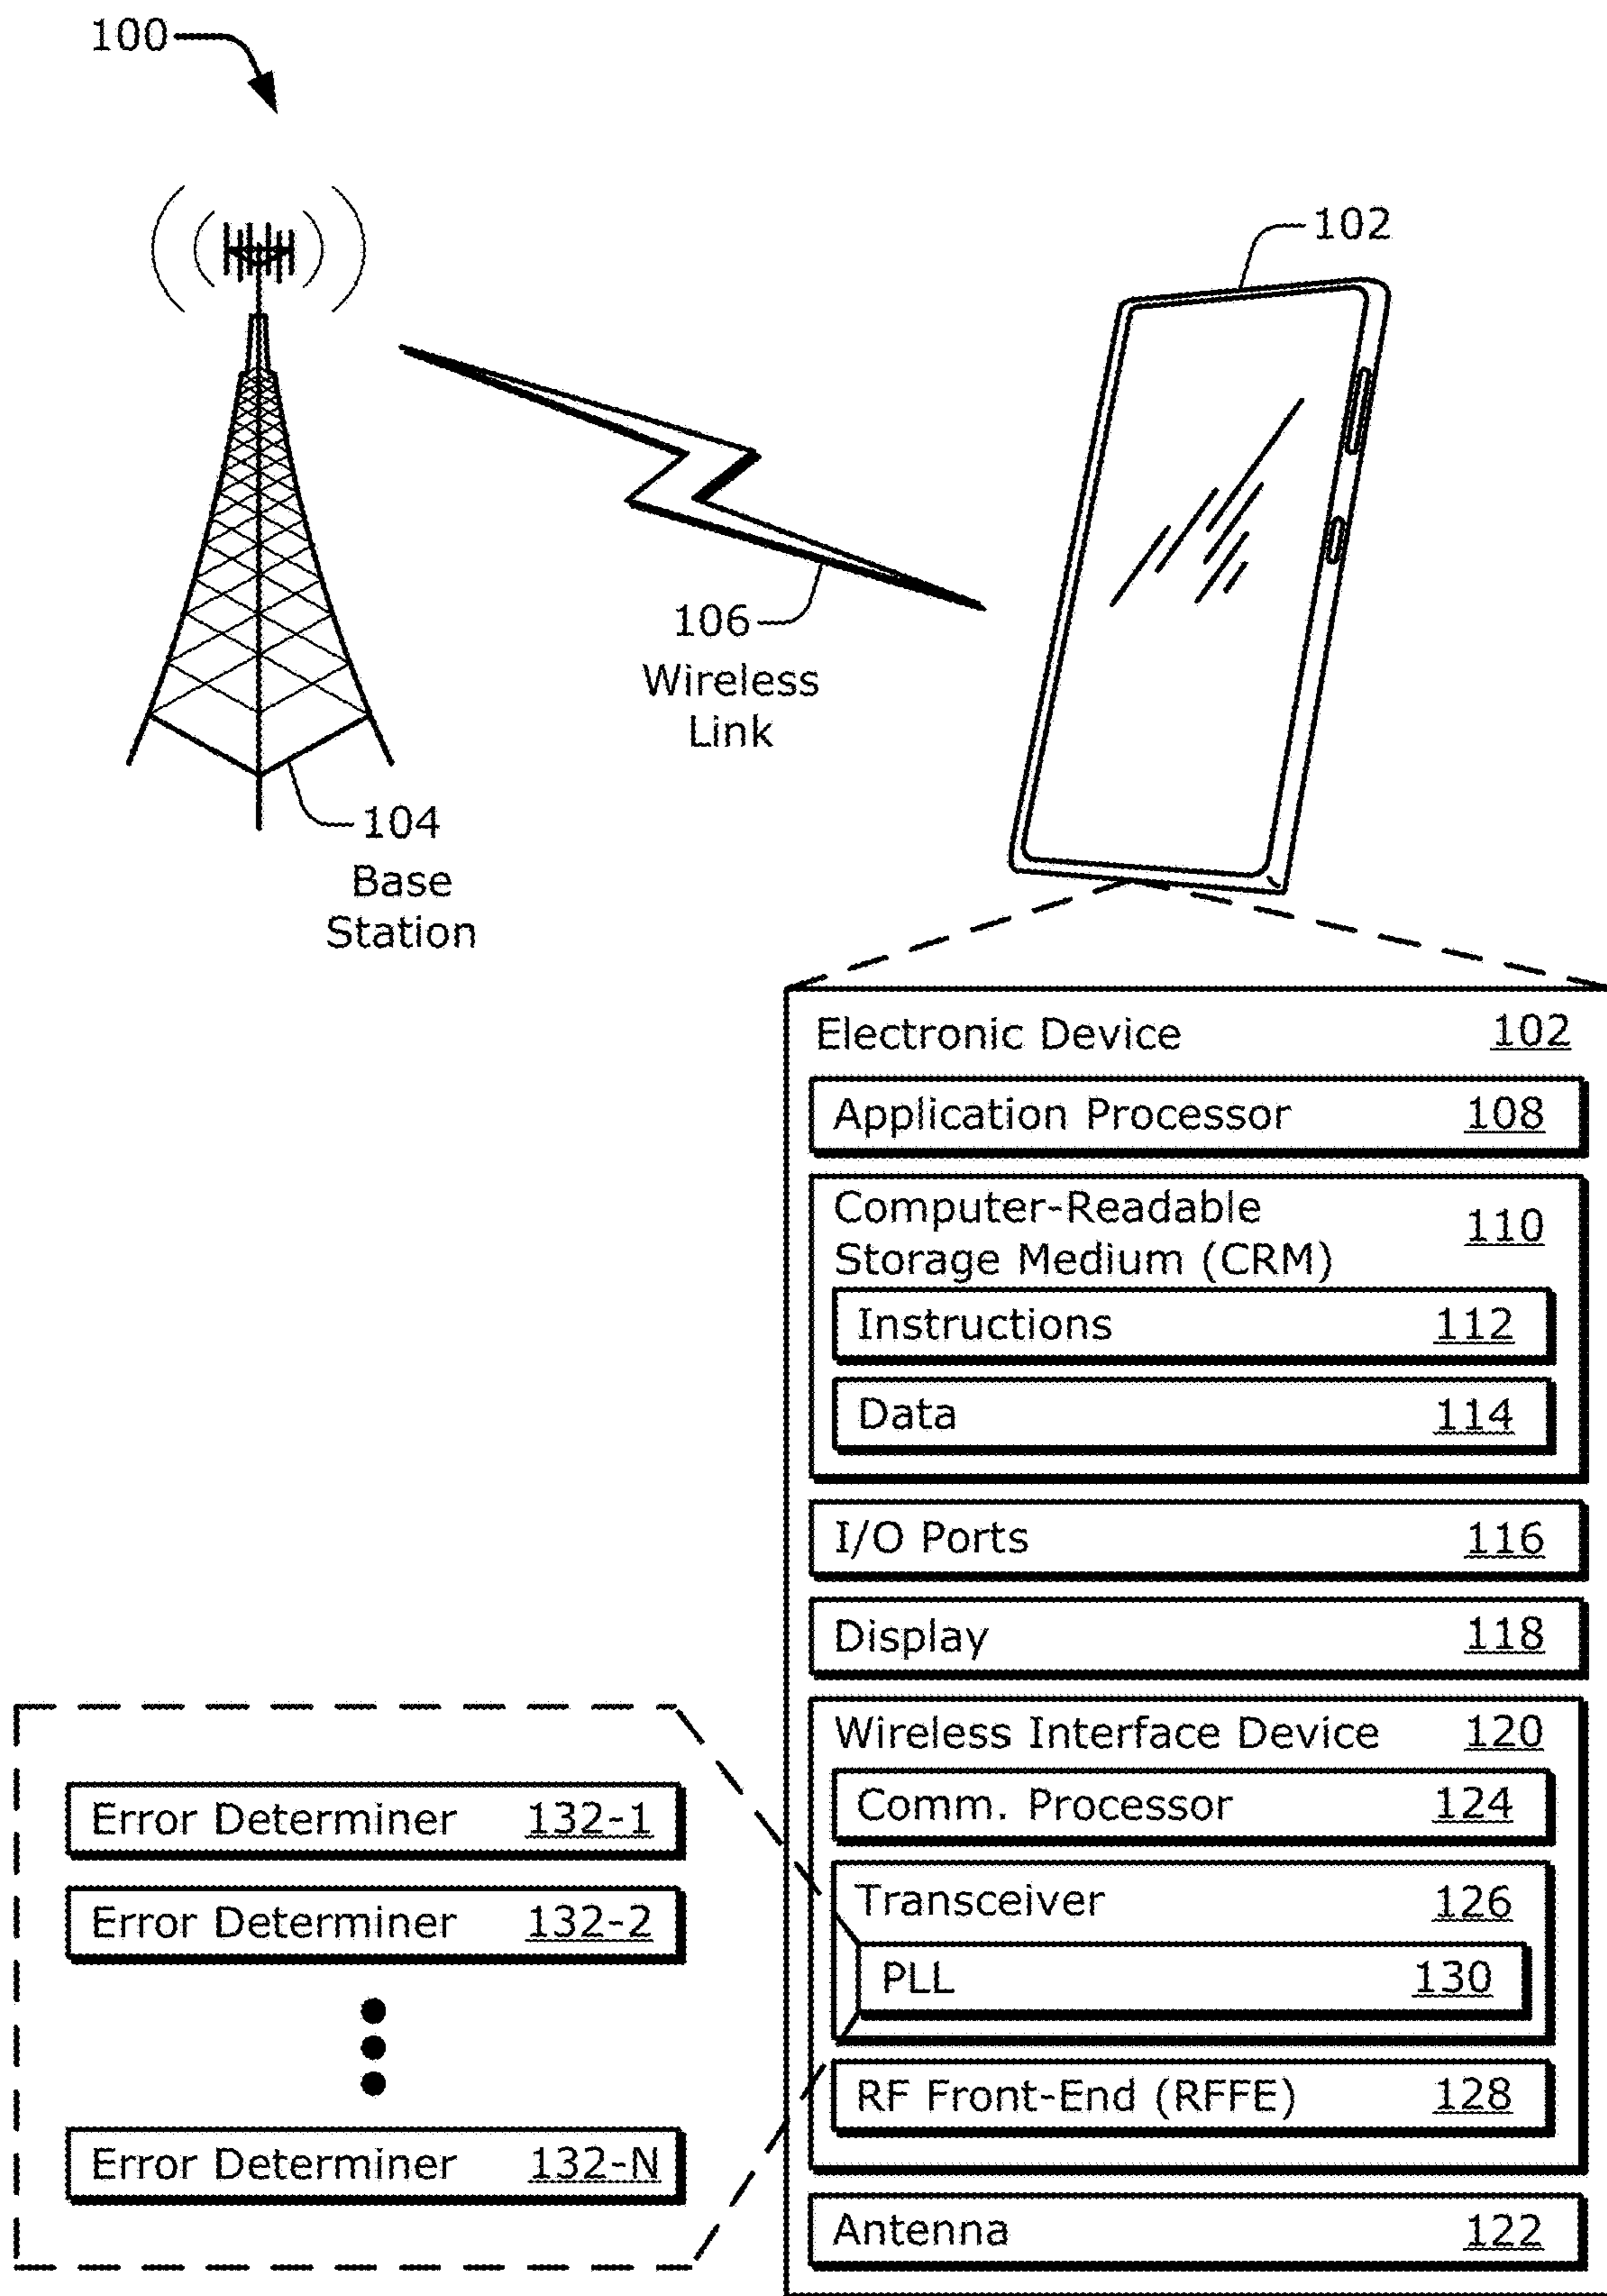 100
102
106
Wireless
Link
104
Base
Station
Electronic Device 102
Application Processor 108
Computer-Readable
Storage Medium (CRM) 110
Instructions 112
Data 114
I/O Ports 116
Display 118
Wireless Interface Device 120
Comm. Processor 124
Transceiver 126
PLL 130
RF Front-End (RFFE) 128
Antenna 122
Error Determiner 132-1
Error Determiner 132-2
Error Determiner 132-N